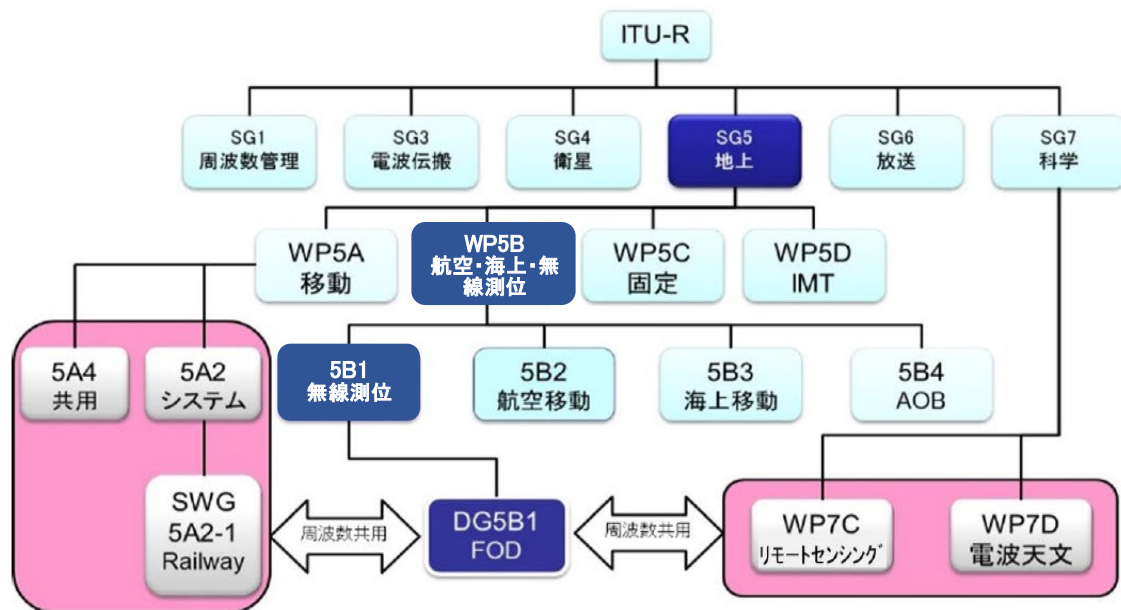 ITU-R
SG1
周波数管理
SG3
電波伝搬
SG4
衛星
SG5
地上
SG6
放送
SG7
科学
WP5A
移動
WP5B
航空・海上・無
線測位
WP5C
固定
WP5D
IMT
5A4
共用
5A2
システム
5B1
無線測位
5B2
航空移動
5B3
海上移動
5B4
AOB
SWG
5A2-1
Railway
周波数共用
DG5B1
FOD
周波数共用
WP7C
リモートセンシング
WP7D
電波天文